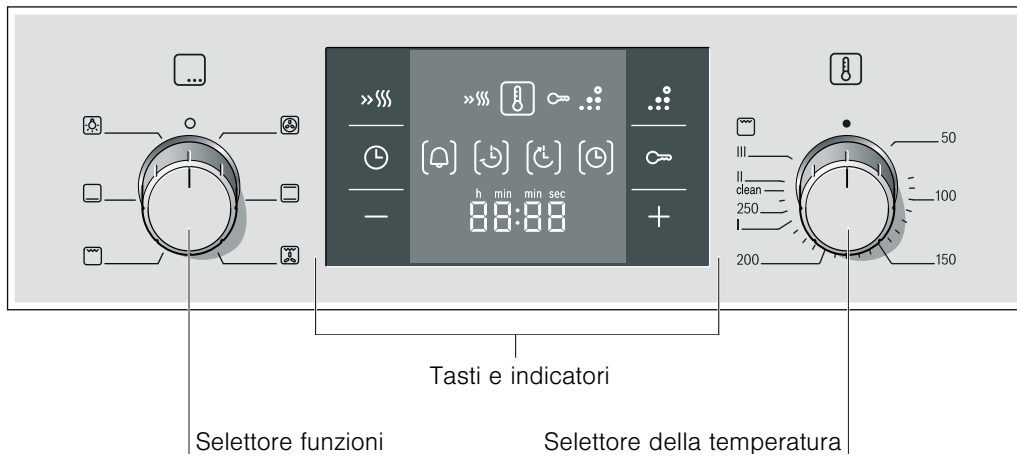 h min min sec
88:88
50
100
150
200
I
250
clean
II
III
Tasti e indicatori
Selettore funzioni
Selettore della temperatura